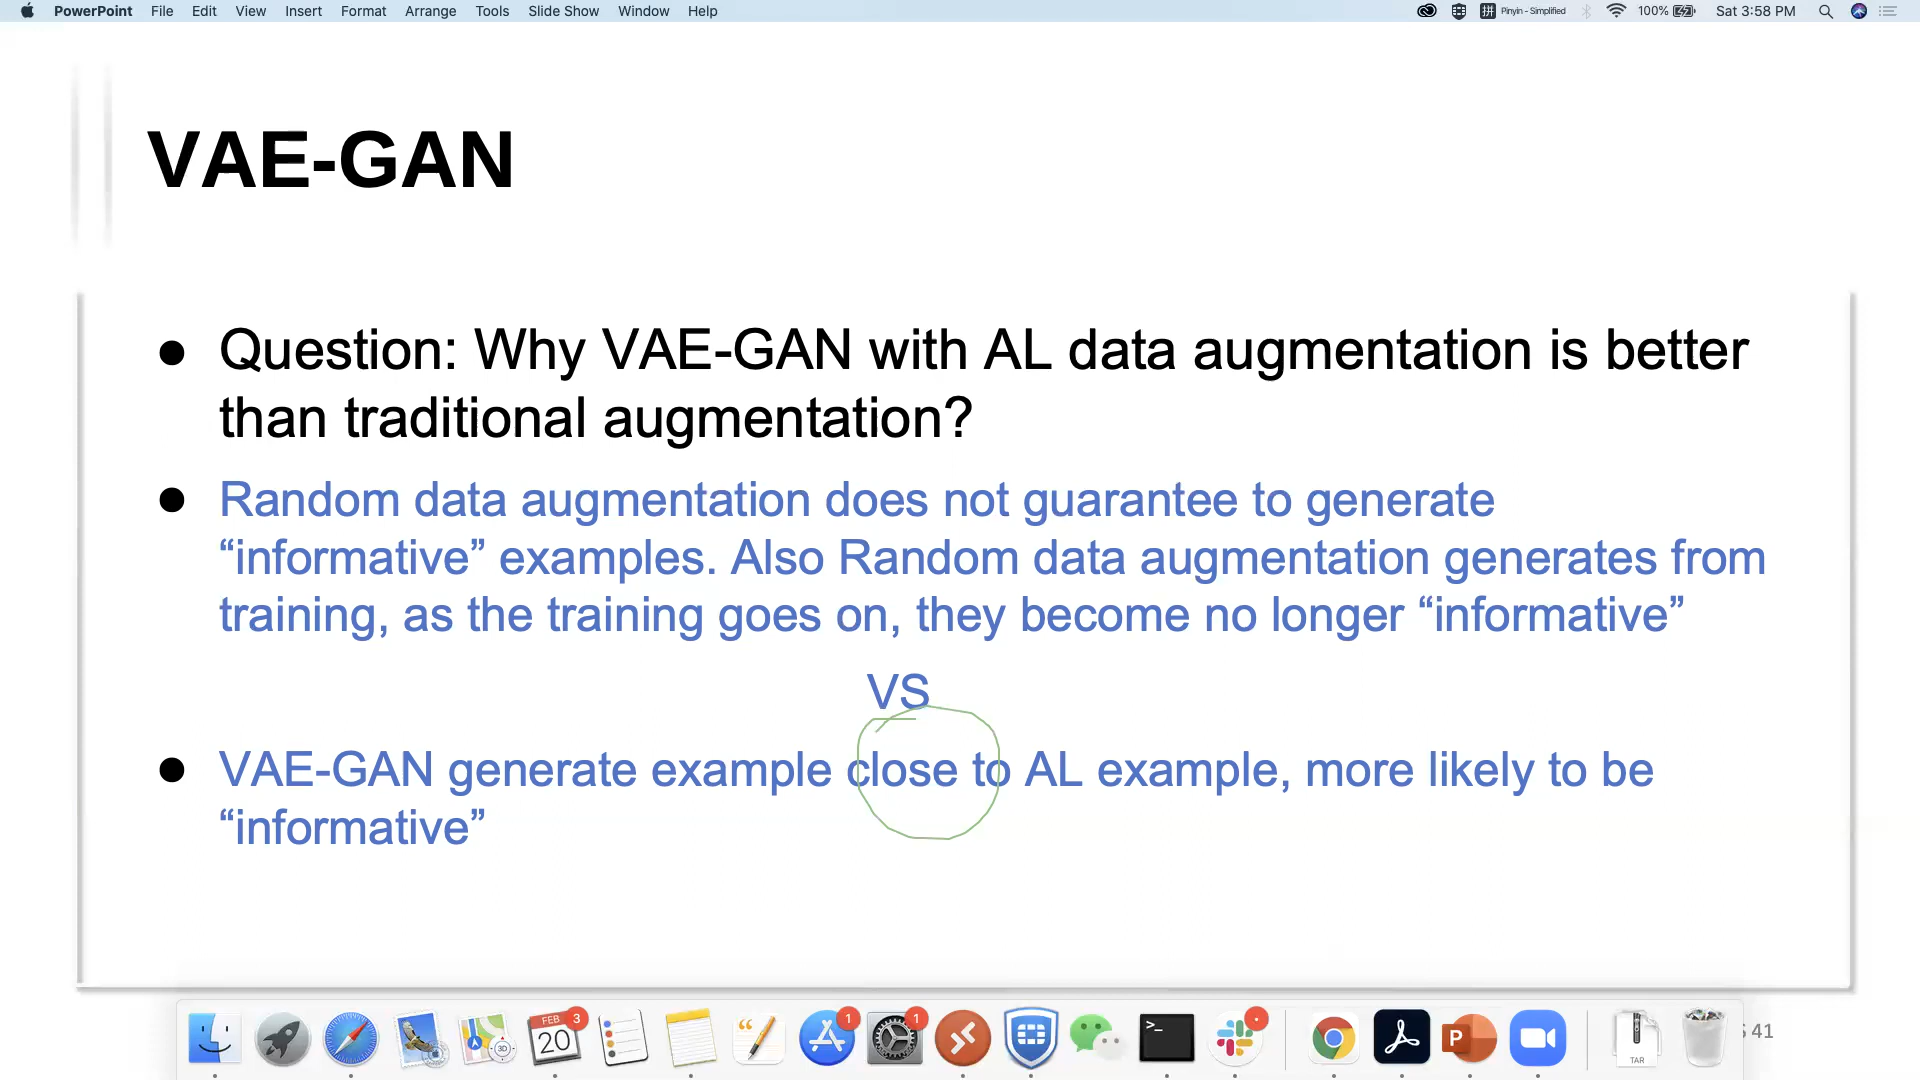 PowerPoint File Edit View Insert Format Arrange Tools Slide Show Window Help 拼 Pinyin - Simplified 100% Sat 3:58 PM
VAE-GAN
● Question: Why VAE-GAN with AL data augmentation is better
than traditional augmentation?
● Random data augmentation does not guarantee to generate
“informative” examples. Also Random data augmentation generates from
training, as the training goes on, they become no longer “informative”
VS
● VAE-GAN generate example close to AL example, more likely to be
“informative”
FEB 3 1 1
20 3D >_ P TAR 41